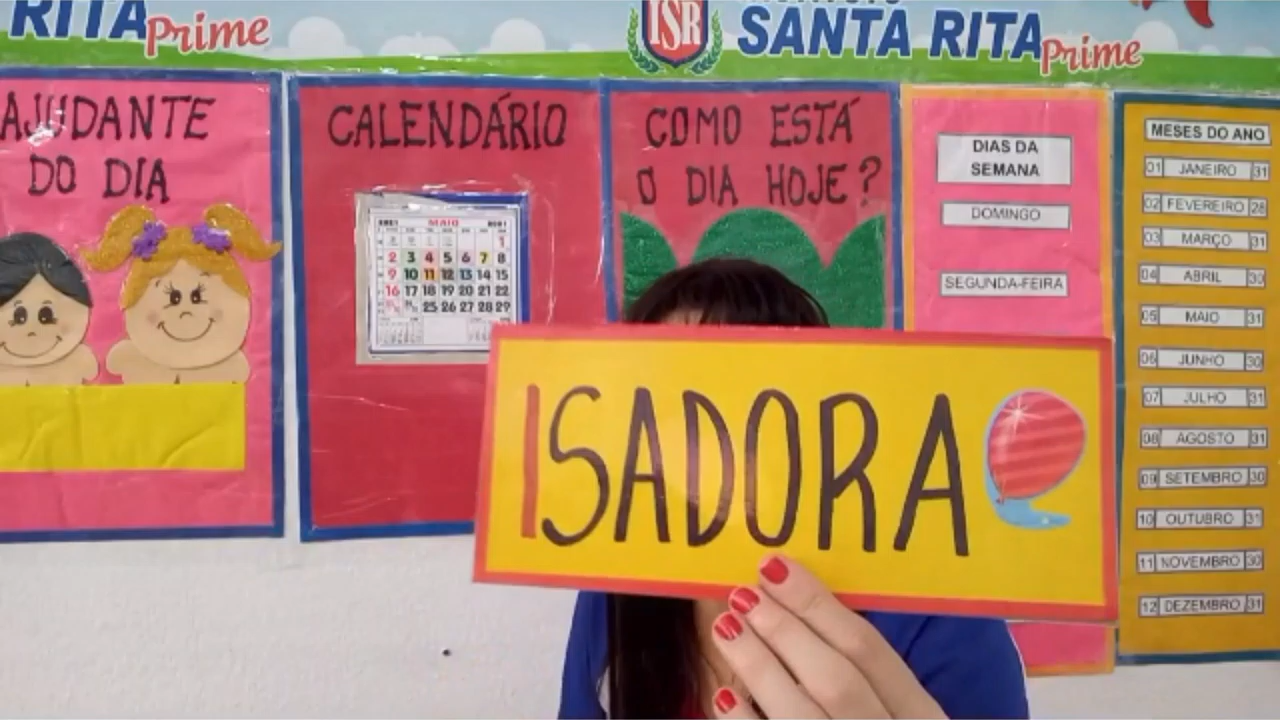 RITA Prime
ISR
SANTA RITA Prime
AJUDANTE
DO DIA
CALENDÁRIO
MAIO
1
2 3 4 5 6 7 8
9 10 11 12 13 14 15
16 17 18 19 20 21 22
25 26 27 28 29
COMO ESTÁ
O DIA HOJE?
DIAS DA
SEMANA
DOMINGO
SEGUNDA-FEIRA
MESES DO ANO
01 JANEIRO 31
02 FEVEREIRO 28
03 MARÇO 31
04 ABRIL 30
05 MAIO 31
06 JUNHO 30
07 JULHO 31
08 AGOSTO 31
09 SETEMBRO 30
10 OUTUBRO 31
11 NOVEMBRO 30
12 DEZEMBRO 31
ISADORA